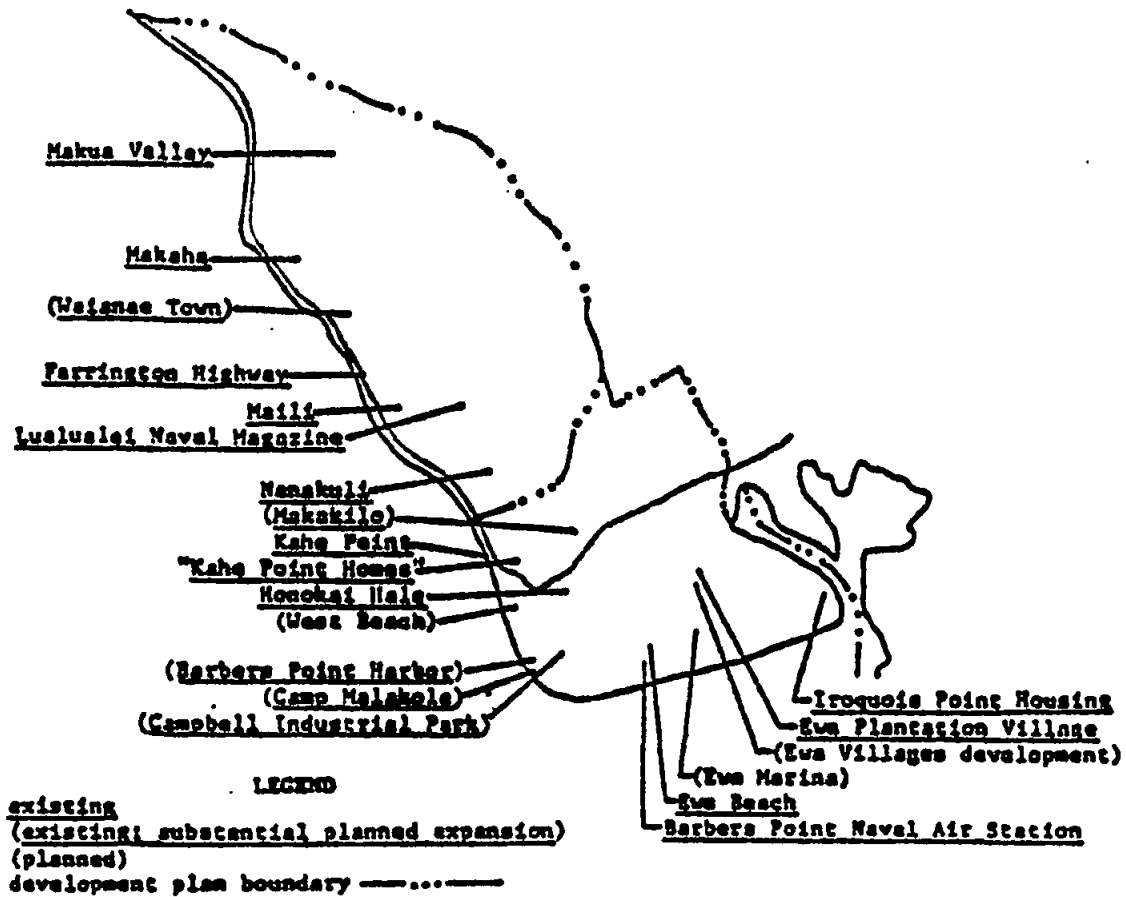 Makua Valley
Makaha
(Waianae Town)
Farrington Highway
Maili
Lualualei Naval Magazine
Nanakuli
(Makakilo)
Kahe Point
"Kahe Point Homes"
Honokai Hale
(West Beach)
(Barbers Point Harbor)
(Camp Malakole)
(Campbell Industrial Park)
Iroquois Point Housing
Ewa Plantation Village
(Ewa Villages development)
(Ewa Marina)
Ewa Beach
Barbers Point Naval Air Station
LEGEND
existing
(existing; substantial planned expansion)
(planned)
development plan boundary